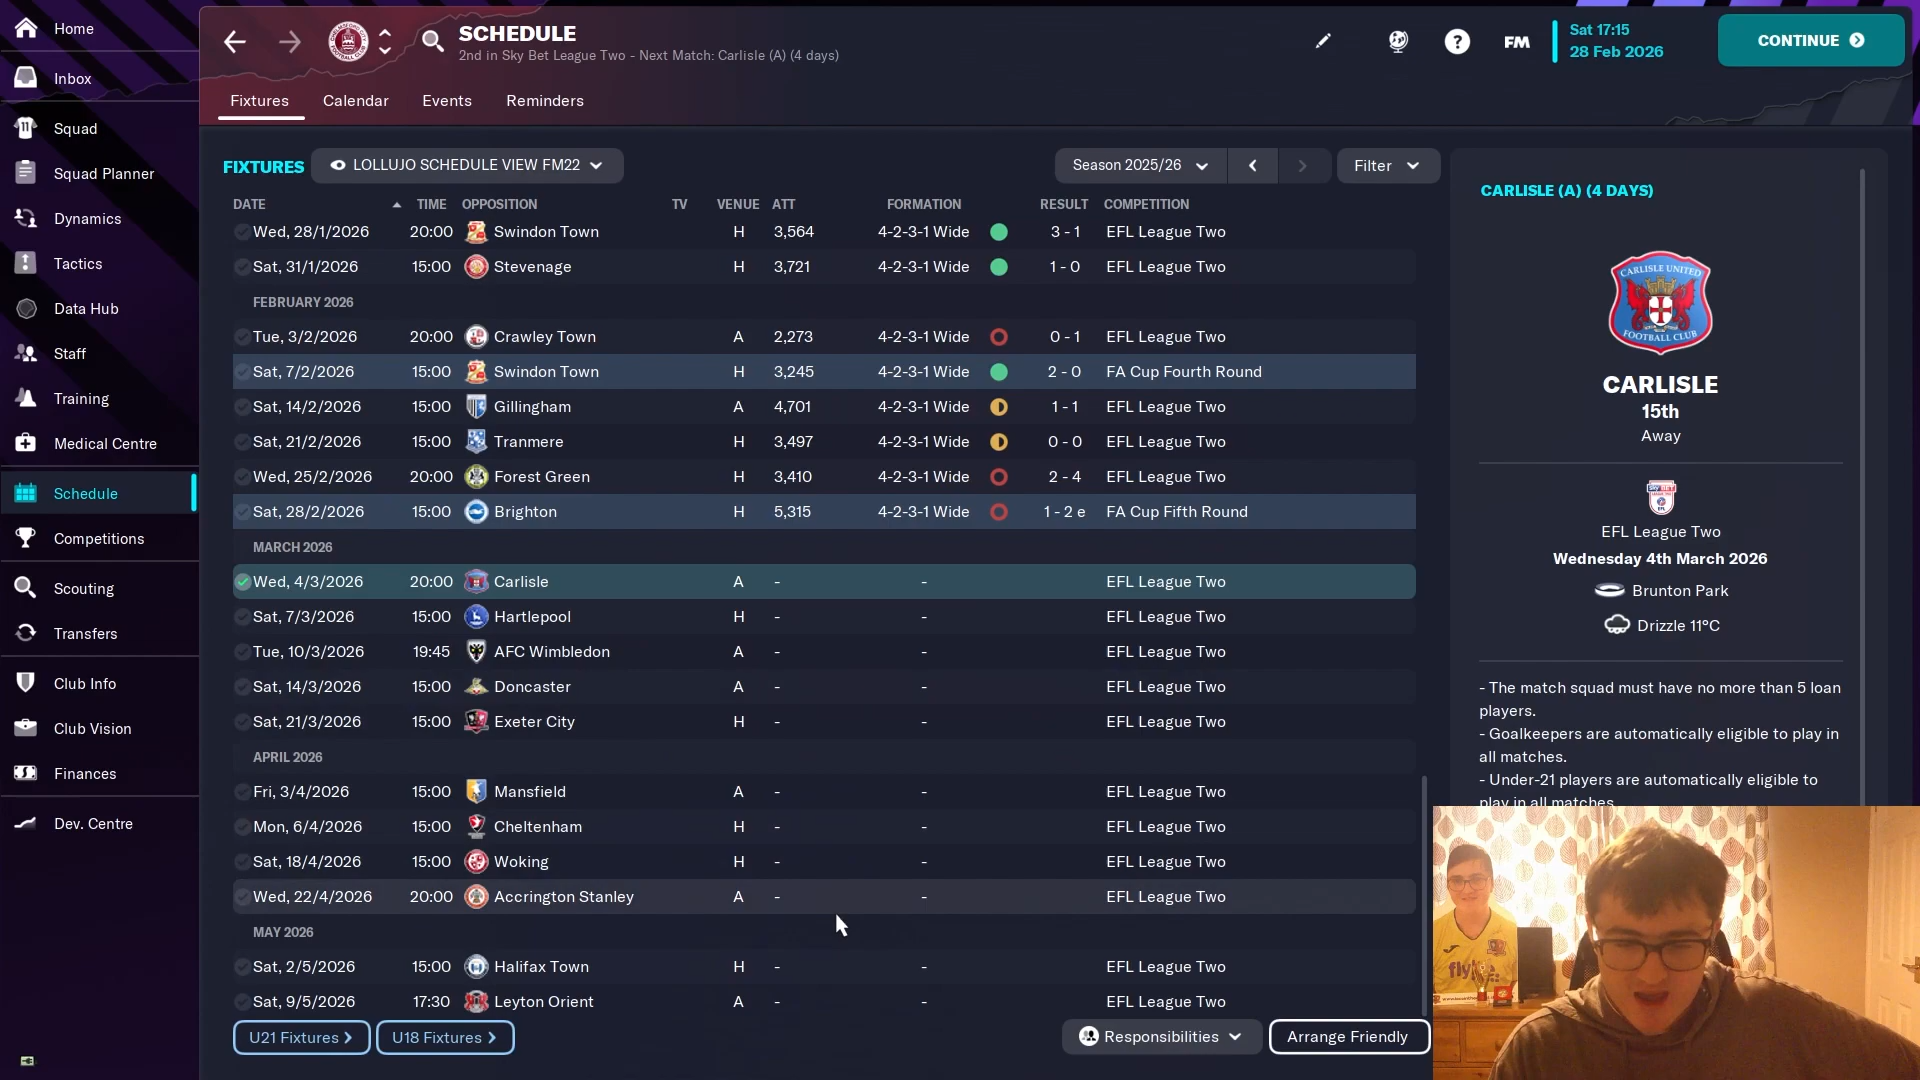 Home
Inbox
Squad
Squad Planner
Dynamics
Tactics
Data Hub
Staff
Training
Medical Centre
Schedule
Competitions
Scouting
Transfers
Club Info
Club Vision
Finances
Dev. Centre
SCHEDULE
2nd in Sky Bet League Two - Next Match: Carlisle (A) (4 days)
?
FM
Sat 17:15
28 Feb 2026
CONTINUE
Fixtures Calendar Events Reminders
FIXTURES LOLLUJO SCHEDULE VIEW FM22 Season 2025/26 Filter
DATE TIME OPPOSITION TV VENUE ATT FORMATION RESULT COMPETITION
Wed, 28/1/2026 20:00 Swindon Town H 3,564 4-2-3-1 Wide 3 - 1 EFL League Two
Sat, 31/1/2026 15:00 Stevenage H 3,721 4-2-3-1 Wide 1 - 0 EFL League Two
FEBRUARY 2026
Tue, 3/2/2026 20:00 Crawley Town A 2,273 4-2-3-1 Wide 0 - 1 EFL League Two
Sat, 7/2/2026 15:00 Swindon Town H 3,245 4-2-3-1 Wide 2 - 0 FA Cup Fourth Round
Sat, 14/2/2026 15:00 Gillingham A 4,701 4-2-3-1 Wide 1 - 1 EFL League Two
Sat, 21/2/2026 15:00 Tranmere H 3,497 4-2-3-1 Wide 0 - 0 EFL League Two
Wed, 25/2/2026 20:00 Forest Green H 3,410 4-2-3-1 Wide 2 - 4 EFL League Two
Sat, 28/2/2026 15:00 Brighton H 5,315 4-2-3-1 Wide 1 - 2 e FA Cup Fifth Round
MARCH 2026
Wed, 4/3/2026 20:00 Carlisle A - - EFL League Two
Sat, 7/3/2026 15:00 Hartlepool H - - EFL League Two
Tue, 10/3/2026 19:45 AFC Wimbledon A - - EFL League Two
Sat, 14/3/2026 15:00 Doncaster A - - EFL League Two
Sat, 21/3/2026 15:00 Exeter City H - - EFL League Two
APRIL 2026
Fri, 3/4/2026 15:00 Mansfield A - - EFL League Two
Mon, 6/4/2026 15:00 Cheltenham H - - EFL League Two
Sat, 18/4/2026 15:00 Woking H - - EFL League Two
Wed, 22/4/2026 20:00 Accrington Stanley A - - EFL League Two
MAY 2026
Sat, 2/5/2026 15:00 Halifax Town H - - EFL League Two
Sat, 9/5/2026 17:30 Leyton Orient A - - EFL League Two
U21 Fixtures U18 Fixtures Responsibilities Arrange Friendly
CARLISLE (A) (4 DAYS)
CARLISLE UNITED
FOOTBALL CLUB
CARLISLE
15th
Away
SKY BET
EFL
EFL League Two
Wednesday 4th March 2026
Brunton Park
Drizzle 11°C
- The match squad must have no more than 5 loan
players.
- Goalkeepers are automatically eligible to play in
all matches.
- Under-21 players are automatically eligible to
play in all matches